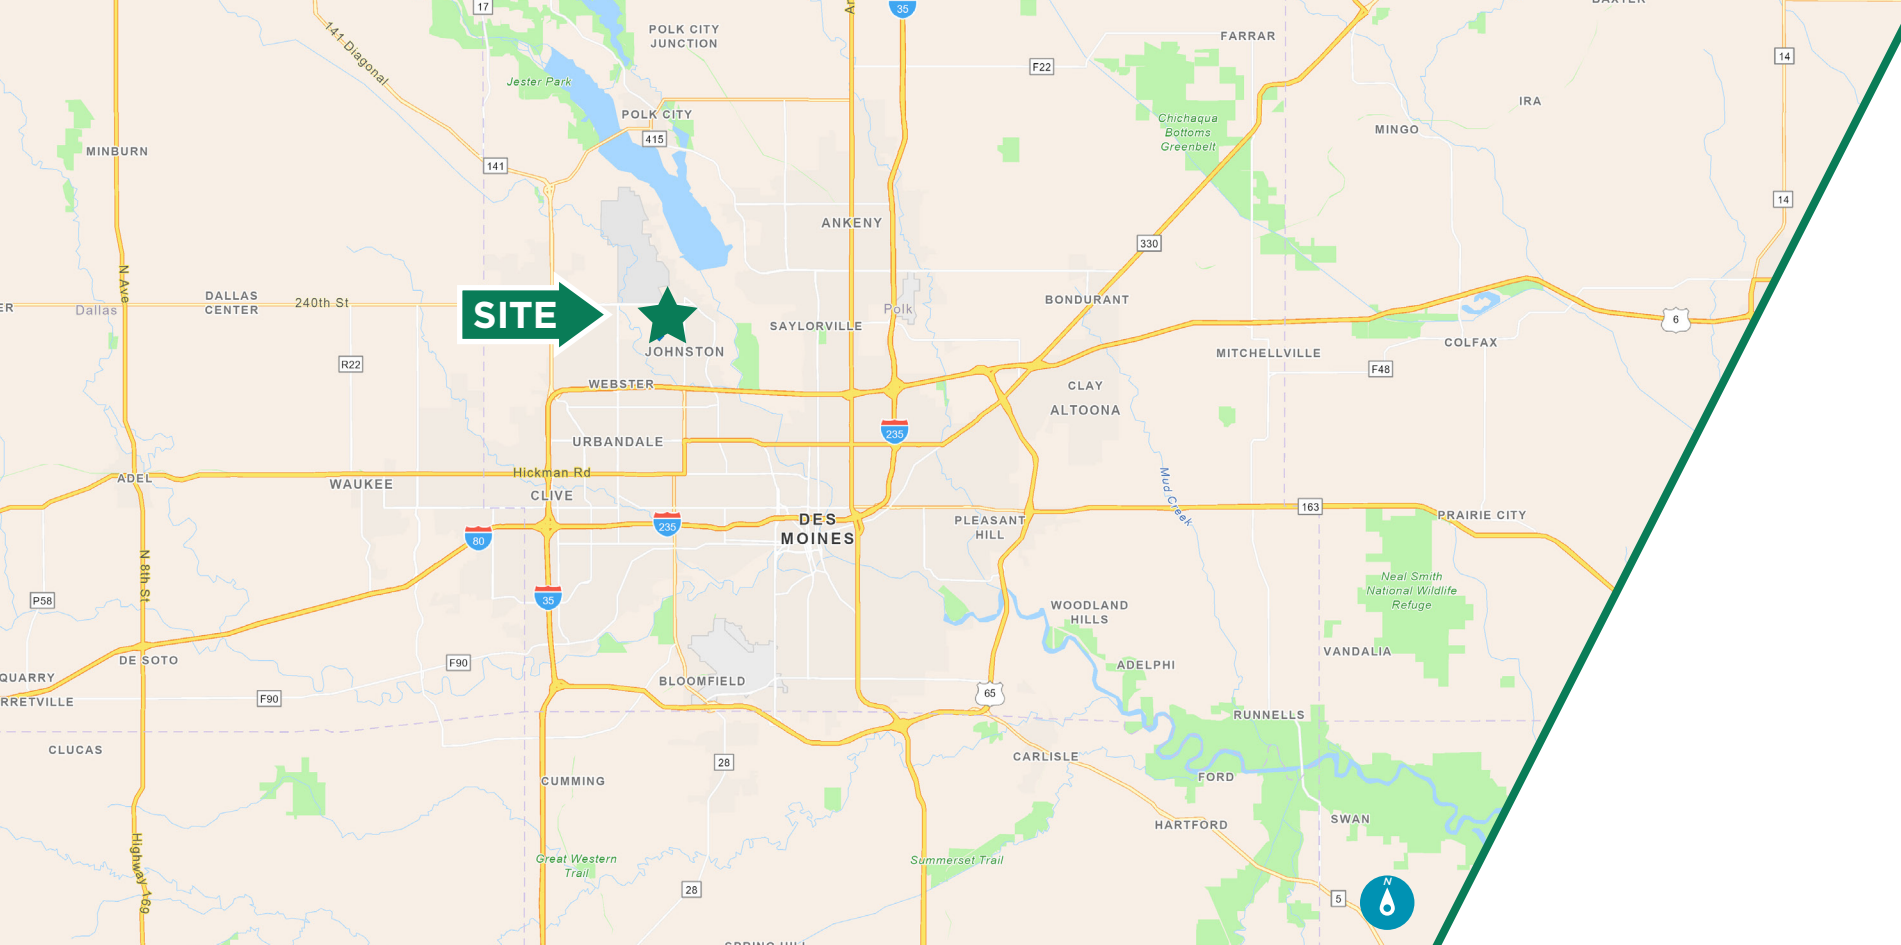 17
35
POLK CITY
JUNCTION
FARRAR
141 Diagonal
F22
14
Jester Park
IRA
POLK CITY
415
Chichaqua
Bottoms
Greenbelt
MINGO
MINBURN
141
14
ANKENY
330
N Ave
DALLAS
CENTER
240th St
Dallas
SITE
Polk
BONDURANT
6
SAYLORVILLE
JOHNSTON
MITCHELLVILLE
COLFAX
R22
F48
WEBSTER
CLAY
ALTOONA
235
URBANDALE
Hickman Rd
ADEL
WAUKEE
CLIVE
Mud Creek
163
DES
MOINES
PLEASANT
HILL
PRAIRIE CITY
235
80
N 8th St
35
P58
Neal Smith
National Wildlife
Refuge
WOODLAND
HILLS
VANDALIA
DE SOTO
F90
ADELPHI
QUARRY
BLOOMFIELD
65
F90
RRETVILLE
RUNNELLS
CLUCAS
28
CARLISLE
CUMMING
FORD
SWAN
HARTFORD
Highway 169
Great Western
Trail
Summerset Trail
28
5
N